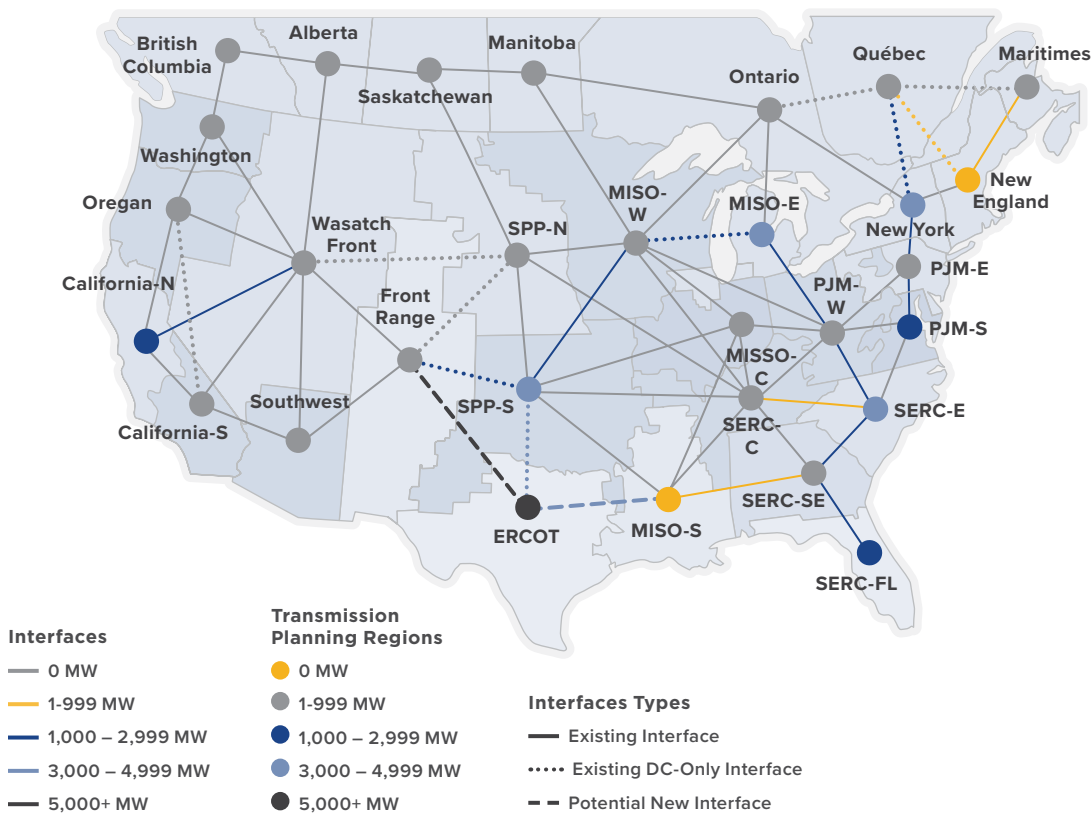 British
Columbia
Alberta
Saskatchewan
Manitoba
Ontario
Québec
Maritimes
Washington
Oregan
Wasatch
Front
SPP-N
MISO-
W
MISO-E
New
England
New York
California-N
Front
Range
PJM-
W
PJM-E
PJM-S
MISSO-
C
California-S
Southwest
SPP-S
SERC-
C
SERC-E
ERCOT
MISO-S
SERC-SE
SERC-FL
Interfaces
0 MW
1-999 MW
1,000 – 2,999 MW
3,000 – 4,999 MW
5,000+ MW
Transmission
Planning Regions
0 MW
1-999 MW
1,000 – 2,999 MW
3,000 – 4,999 MW
5,000+ MW
Interfaces Types
Existing Interface
Existing DC-Only Interface
Potential New Interface